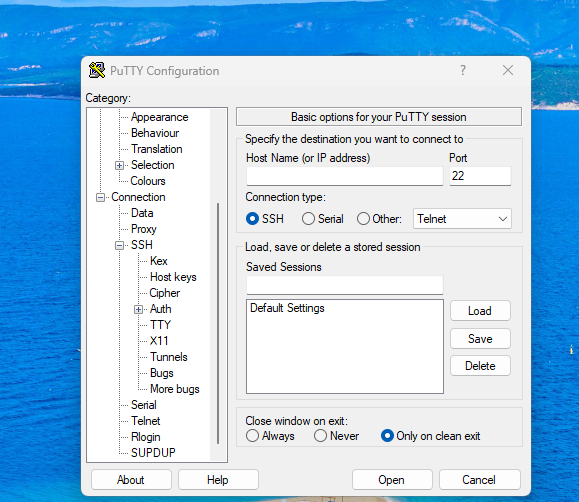 PuTTY Configuration
?
Category:
Appearance
Behaviour
Translation
Selection
Colours
Connection
Data
Proxy
SSH
Kex
Host keys
Cipher
Auth
TTY
X11
Tunnels
Bugs
More bugs
Serial
Telnet
Rlogin
SUPDUP
Basic options for your PuTTY session
Specify the destination you want to connect to
Host Name (or IP address) Port
22
Connection type:
SSH Serial Other: Telnet
Load, save or delete a stored session
Saved Sessions
Default Settings
Load
Save
Delete
Close window on exit:
Always Never Only on clean exit
About Help Open Cancel